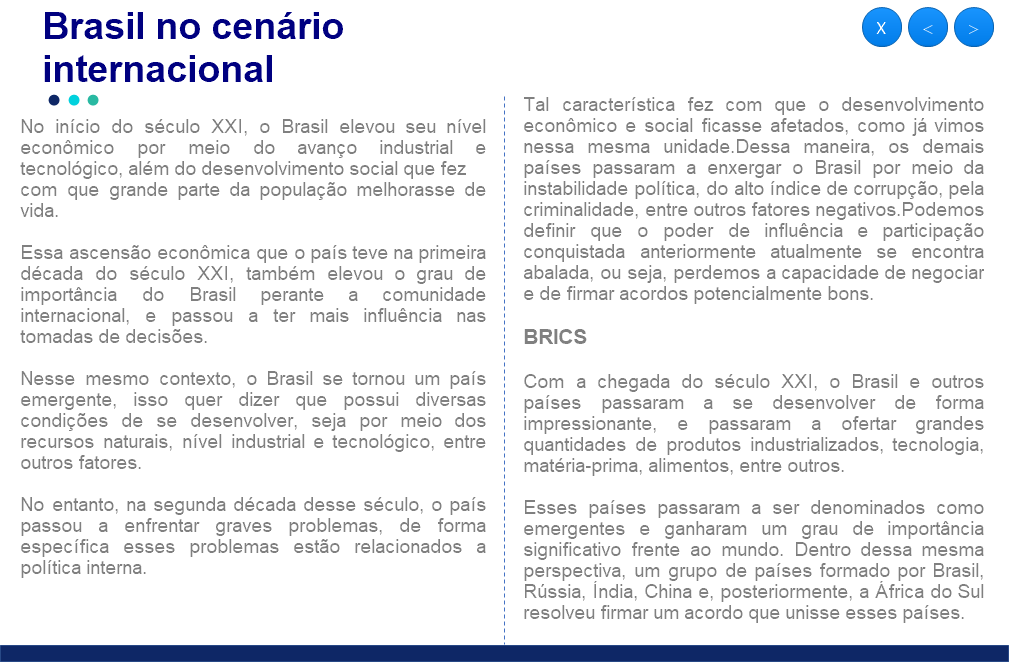 Brasil no cenário
internacional
X < >
No início do século XXI, o Brasil elevou seu nível
econômico por meio do avanço industrial e
tecnológico, além do desenvolvimento social que fez
com que grande parte da população melhorasse de
vida.
Essa ascensão econômica que o país teve na primeira
década do século XXI, também elevou o grau de
importância do Brasil perante a comunidade
internacional, e passou a ter mais influência nas
tomadas de decisões.
Nesse mesmo contexto, o Brasil se tornou um país
emergente, isso quer dizer que possui diversas
condições de se desenvolver, seja por meio dos
recursos naturais, nível industrial e tecnológico, entre
outros fatores.
No entanto, na segunda década desse século, o país
passou a enfrentar graves problemas, de forma
específica esses problemas estão relacionados a
política interna.
Tal característica fez com que o desenvolvimento
econômico e social ficasse afetados, como já vimos
nessa mesma unidade.Dessa maneira, os demais
países passaram a enxergar o Brasil por meio da
instabilidade política, do alto índice de corrupção, pela
criminalidade, entre outros fatores negativos.Podemos
definir que o poder de influência e participação
conquistada anteriormente atualmente se encontra
abalada, ou seja, perdemos a capacidade de negociar
e de firmar acordos potencialmente bons.
BRICS
Com a chegada do século XXI, o Brasil e outros
países passaram a se desenvolver de forma
impressionante, e passaram a ofertar grandes
quantidades de produtos industrializados, tecnologia,
matéria-prima, alimentos, entre outros.
Esses países passaram a ser denominados como
emergentes e ganharam um grau de importância
significativo frente ao mundo. Dentro dessa mesma
perspectiva, um grupo de países formado por Brasil,
Rússia, Índia, China e, posteriormente, a África do Sul
resolveu firmar um acordo que unisse esses países.